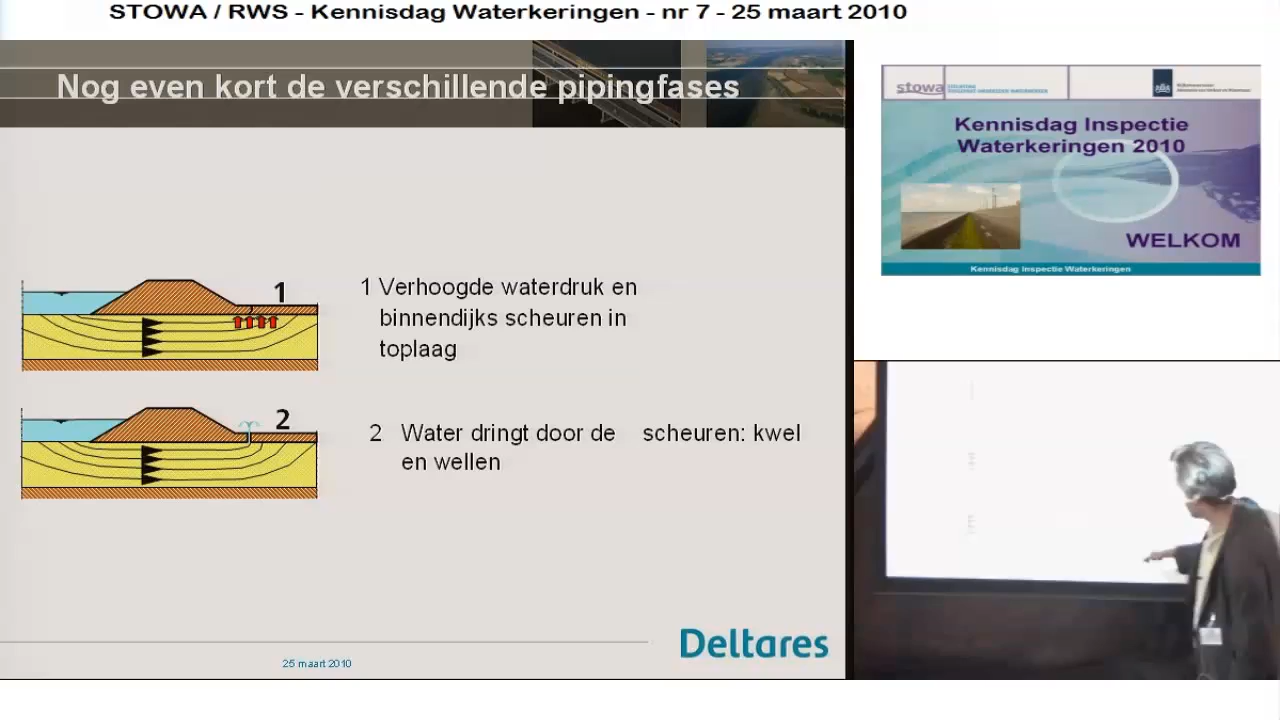 STOWA / RWS - Kennisdag Waterkeringen - nr 7 - 25 maart 2010
Nog even kort de verschillende pipingfases
1
1 Verhoogde waterdruk en
binnendijks scheuren in
toplaag
2
2 Water dringt door de scheuren: kwel
en wellen
Deltares
25 maart 2010
stowa
Kennisdag Inspectie
Waterkeringen 2010
WELKOM
Kennisdag Inspectie Waterkeringen